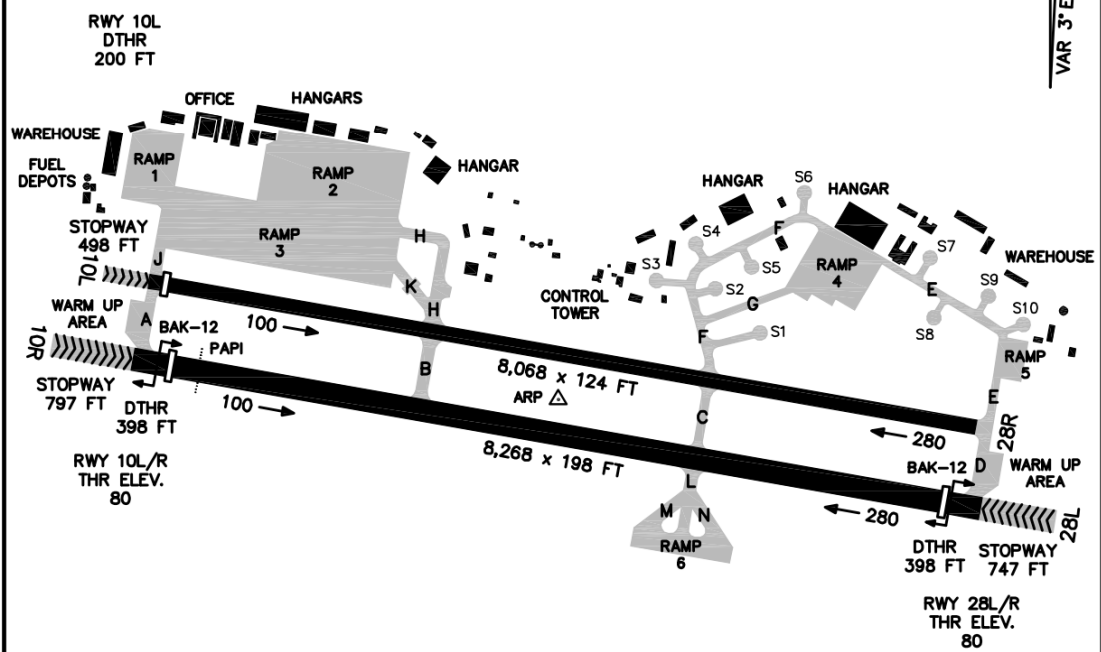 RWY 10L
DTHR
200 FT
VAR 3°E
OFFICE
HANGARS
WAREHOUSE
FUEL
DEPOTS
RAMP
1
RAMP
2
HANGAR
STOPWAY
498 FT
RAMP
3
H
J
K
H
10L
HANGAR
S6
HANGAR
S4
F
S7
S3
S5
RAMP
4
WAREHOUSE
S2
G
E
S9
S8
S10
CONTROL
TOWER
F
S1
RAMP
5
WARM UP
AREA
A
BAK-12
PAPI
100
10R
B
8,068 x 124 FT
ARP
STOPWAY
797 FT
DTHR
398 FT
100
C
E
28R
280
8,268 x 198 FT
RWY 10L/R
THR ELEV.
80
BAK-12
D
WARM UP
AREA
L
M
N
280
28L
RAMP
6
DTHR
398 FT
STOPWAY
747 FT
RWY 28L/R
THR ELEV.
80